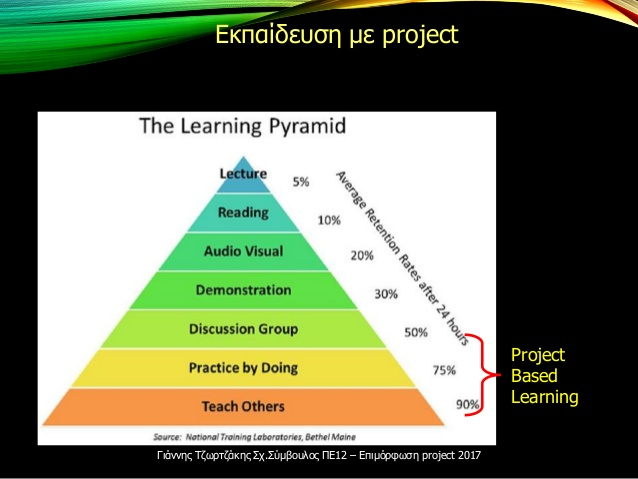 Εκπαίδευση με project
The Learning Pyramid
Lecture
5%
Reading
10%
Audio Visual
20%
Demonstration
30%
Discussion Group
50%
Practice by Doing
75%
Teach Others
90%
Average Retention Rates after 24 hours
Project
Based
Learning
Source: National Training Laboratories, Bethel Maine
Γιάννης Τζωρτζάκης Σχ.Σύμβουλος ΠΕ12 – Επιμόρφωση project 2017